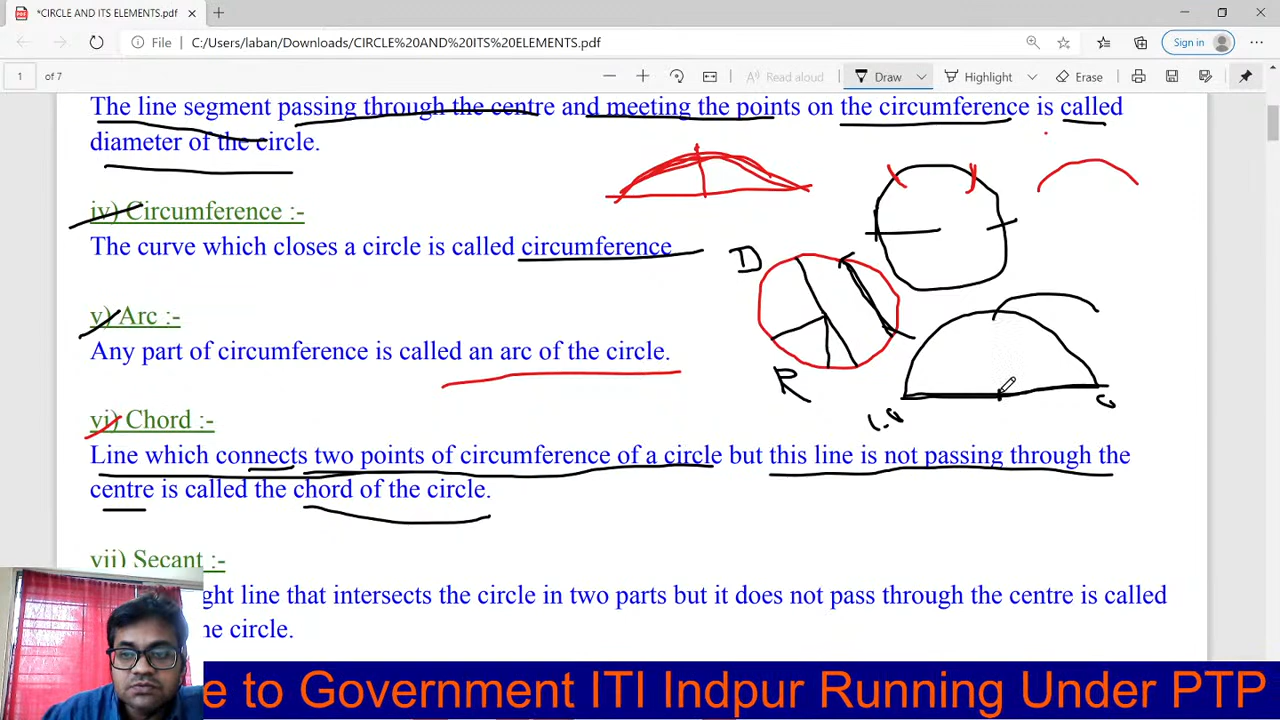 *CIRCLE AND ITS ELEMENTS.pdf
File C:/Users/laban/Downloads/CIRCLE%20AND%20ITS%20ELEMENTS.pdf Sign in
1 of 7 Read aloud Draw Highlight Erase
The line segment passing through the centre and meeting the points on the circumference is called
diameter of the circle.
iv) Circumference :-
The curve which closes a circle is called circumference
D
v) Arc :-
Any part of circumference is called an arc of the circle.
R
vi) Chord :-
Line which connects two points of circumference of a circle but this line is not passing through the
centre is called the chord of the circle.
vii) Secant :-
ght line that intersects the circle in two parts but it does not pass through the centre is called
he circle.
e to Government ITI Indpur Running Under PTP